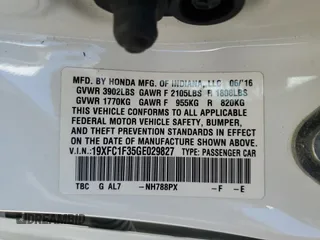 MFD. BY HONDA MFG. OF INDIANA, LLC 06/16
GVWR 3902LBS GAWR F 2105LBS R 1808LBS
GVWR 1770KG GAWR F 955KG R 820KG
THIS VEHICLE CONFORMS TO ALL APPLICABLE
FEDERAL MOTOR VEHICLE SAFETY, BUMPER,
AND THEFT PREVENTION STANDARDS IN EFFECT
ON THE DATE OF MANUFACTURE SHOWN ABOVE.
V.I.N.:19XFC1F35GE029827 TYPE: PASSENGER CAR
TBC G AL7 -NH788PX -F -E